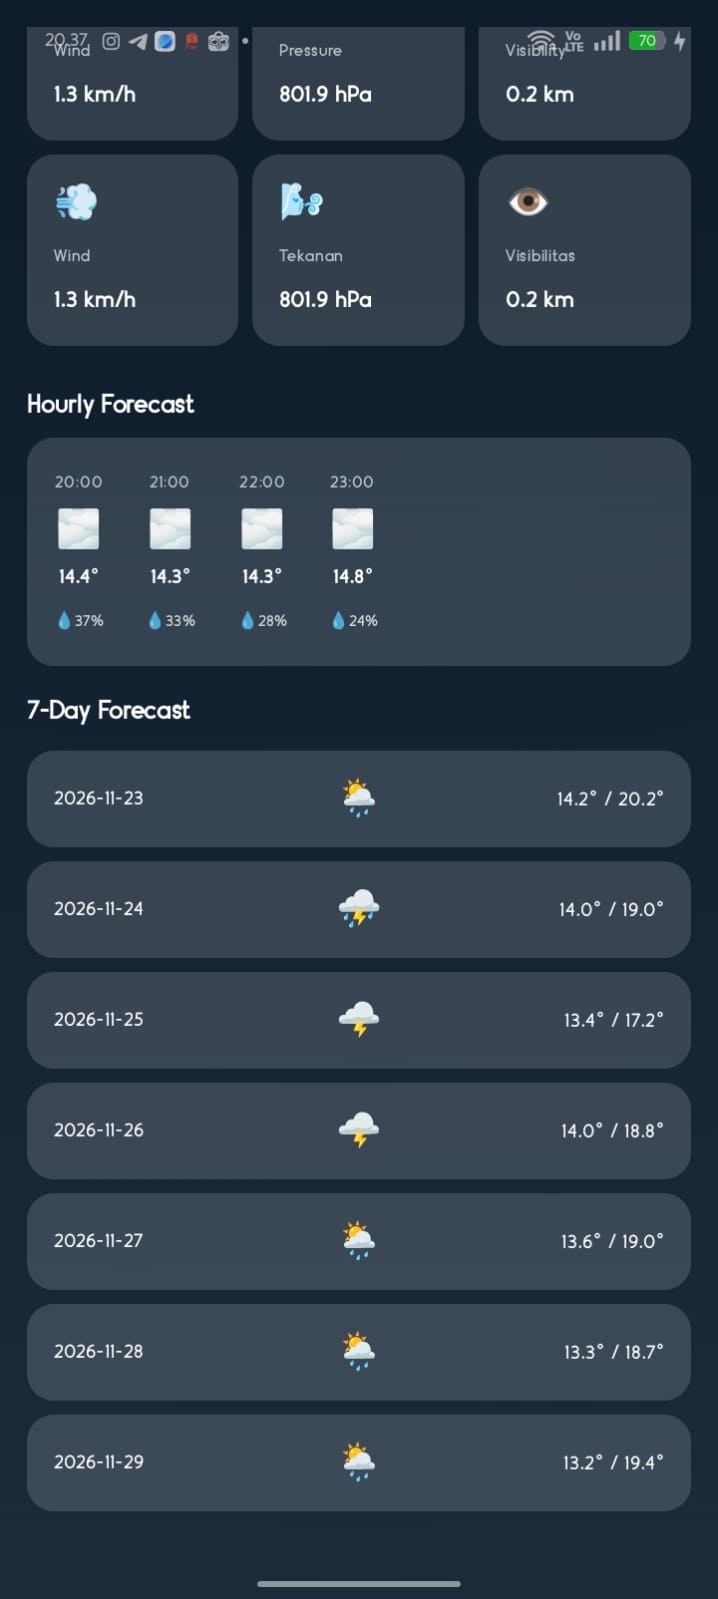 20.37 Vo LTE 70
Wind Pressure Visibility
1.3 km/h 801.9 hPa 0.2 km
Wind Tekanan Visibilitas
1.3 km/h 801.9 hPa 0.2 km
Hourly Forecast
20:00 21:00 22:00 23:00
14.4° 14.3° 14.3° 14.8°
37% 33% 28% 24%
7-Day Forecast
2026-11-23 14.2° / 20.2°
2026-11-24 14.0° / 19.0°
2026-11-25 13.4° / 17.2°
2026-11-26 14.0° / 18.8°
2026-11-27 13.6° / 19.0°
2026-11-28 13.3° / 18.7°
2026-11-29 13.2° / 19.4°